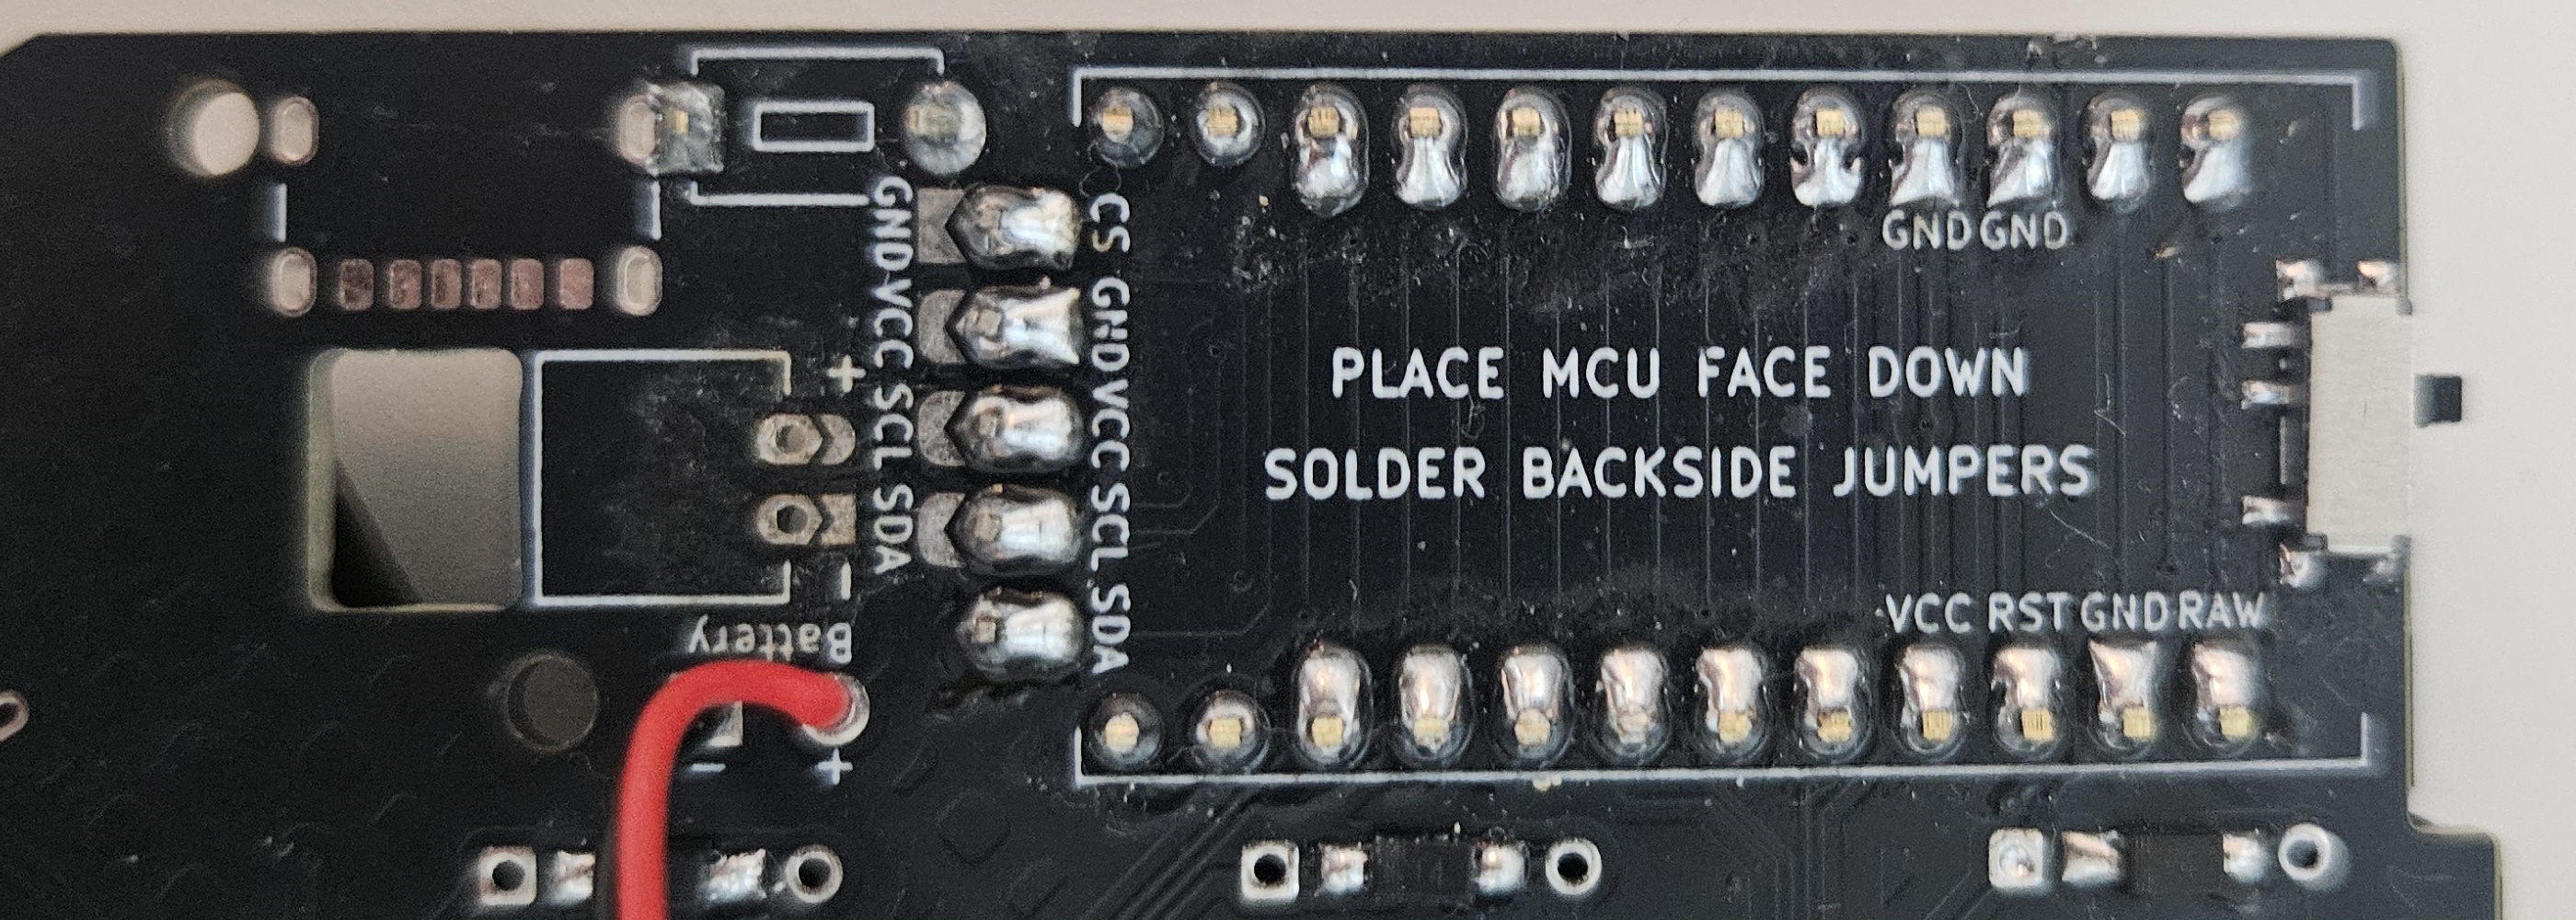 GND VCC SCL SDA
CS GND VCC SCL SDA
GND GND
+
PLACE MCU FACE DOWN
SOLDER BACKSIDE JUMPERS
-
VCC RST GND RAW
Battery
- +